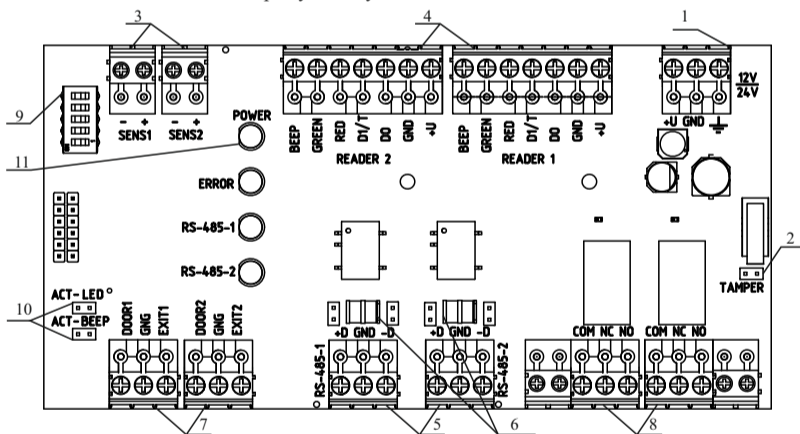 3
4
1
9
- +
SENS1
- +
SENS2
POWER
BEEP GREEN RED D1/T D0 GND +U
READER 2
BEEP GREEN RED D1/T D0 GND +U
READER 1
12V
24V
+U GND
11
ERROR
RS-485-1
RS-485-2
2
TAMPER
ACT-LED
10
ACT-BEEP
DOOR1 GNG EXIT1
DOOR2 GNG EXIT2
+D GND -D
RS-485-1
+D GND -D
RS-485-2
COM NC NO
COM NC NO
7
5
6
8